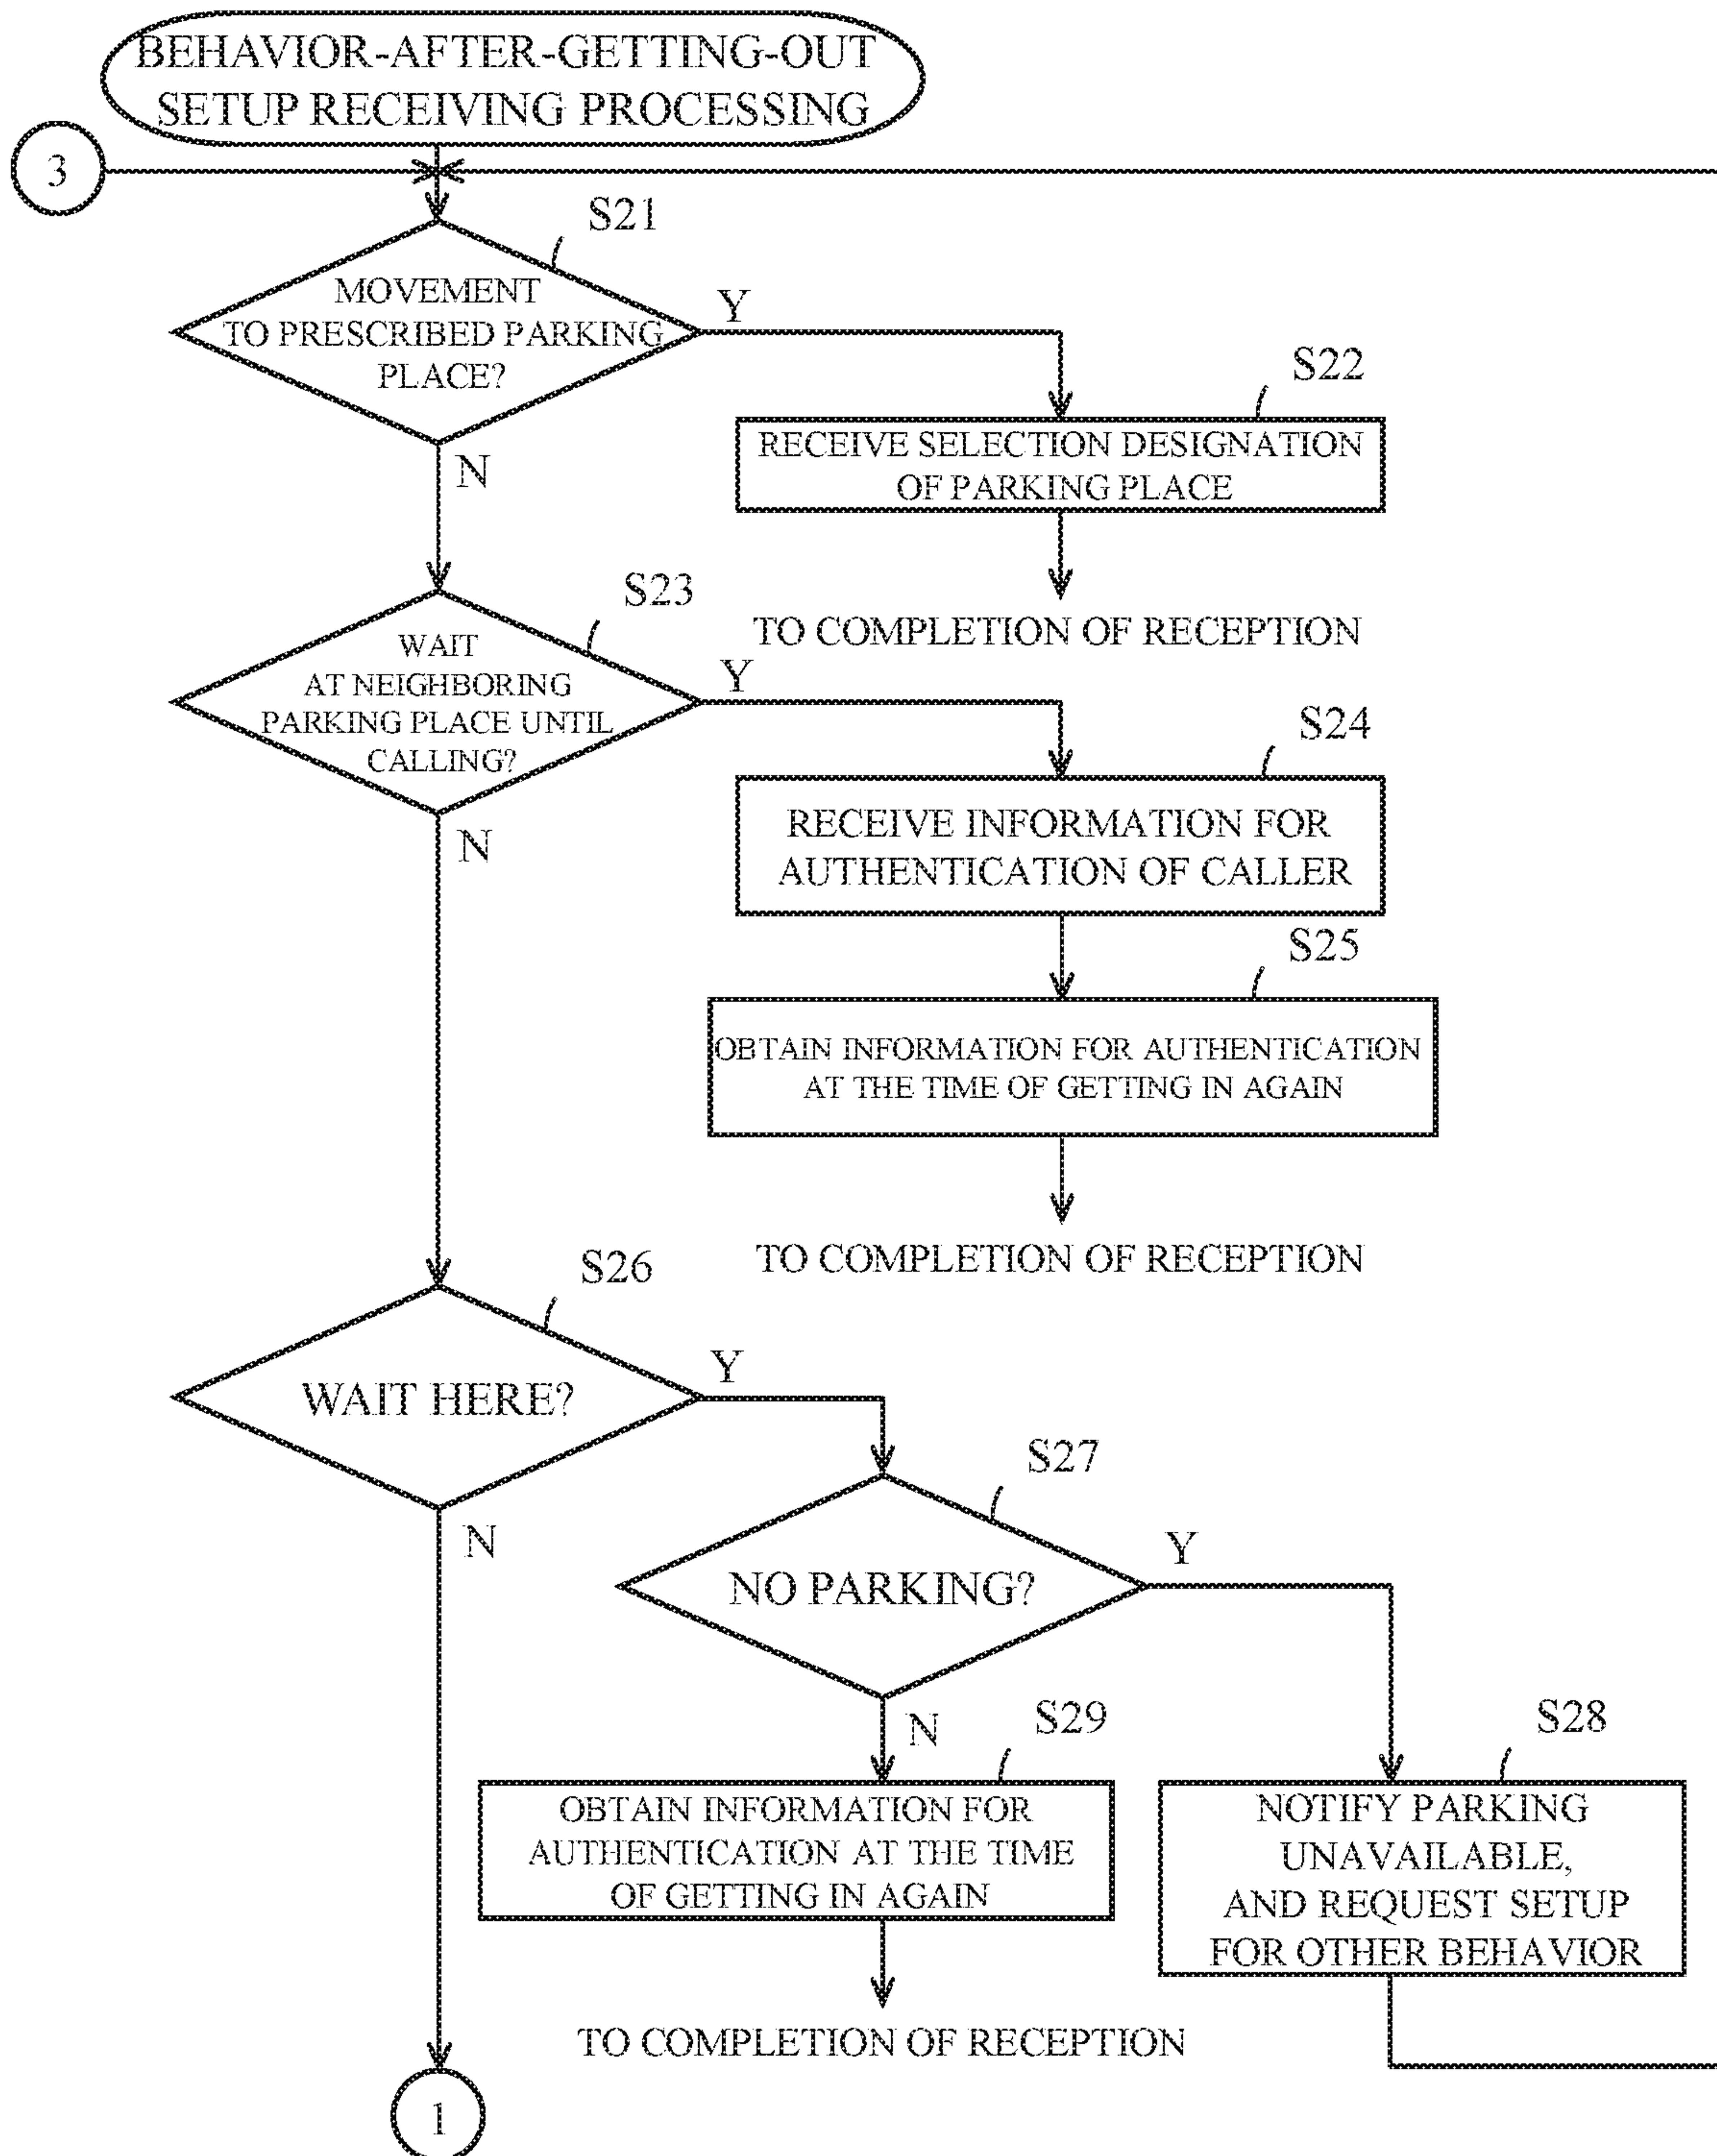 BEHAVIOR-AFTER-GETTING-OUT
SETUP RECEIVING PROCESSING
3
S21
MOVEMENT
TO PRESCRIBED PARKING
PLACE?
Y
N
S22
RECEIVE SELECTION DESIGNATION
OF PARKING PLACE
TO COMPLETION OF RECEPTION
S23
WAIT
AT NEIGHBORING
PARKING PLACE UNTIL
CALLING?
Y
N
S24
RECEIVE INFORMATION FOR
AUTHENTICATION OF CALLER
S25
OBTAIN INFORMATION FOR AUTHENTICATION
AT THE TIME OF GETTING IN AGAIN
TO COMPLETION OF RECEPTION
S26
WAIT HERE?
Y
N
S27
NO PARKING?
Y
N
S29
OBTAIN INFORMATION FOR
AUTHENTICATION AT THE TIME
OF GETTING IN AGAIN
TO COMPLETION OF RECEPTION
S28
NOTIFY PARKING
UNAVAILABLE,
AND REQUEST SETUP
FOR OTHER BEHAVIOR
1